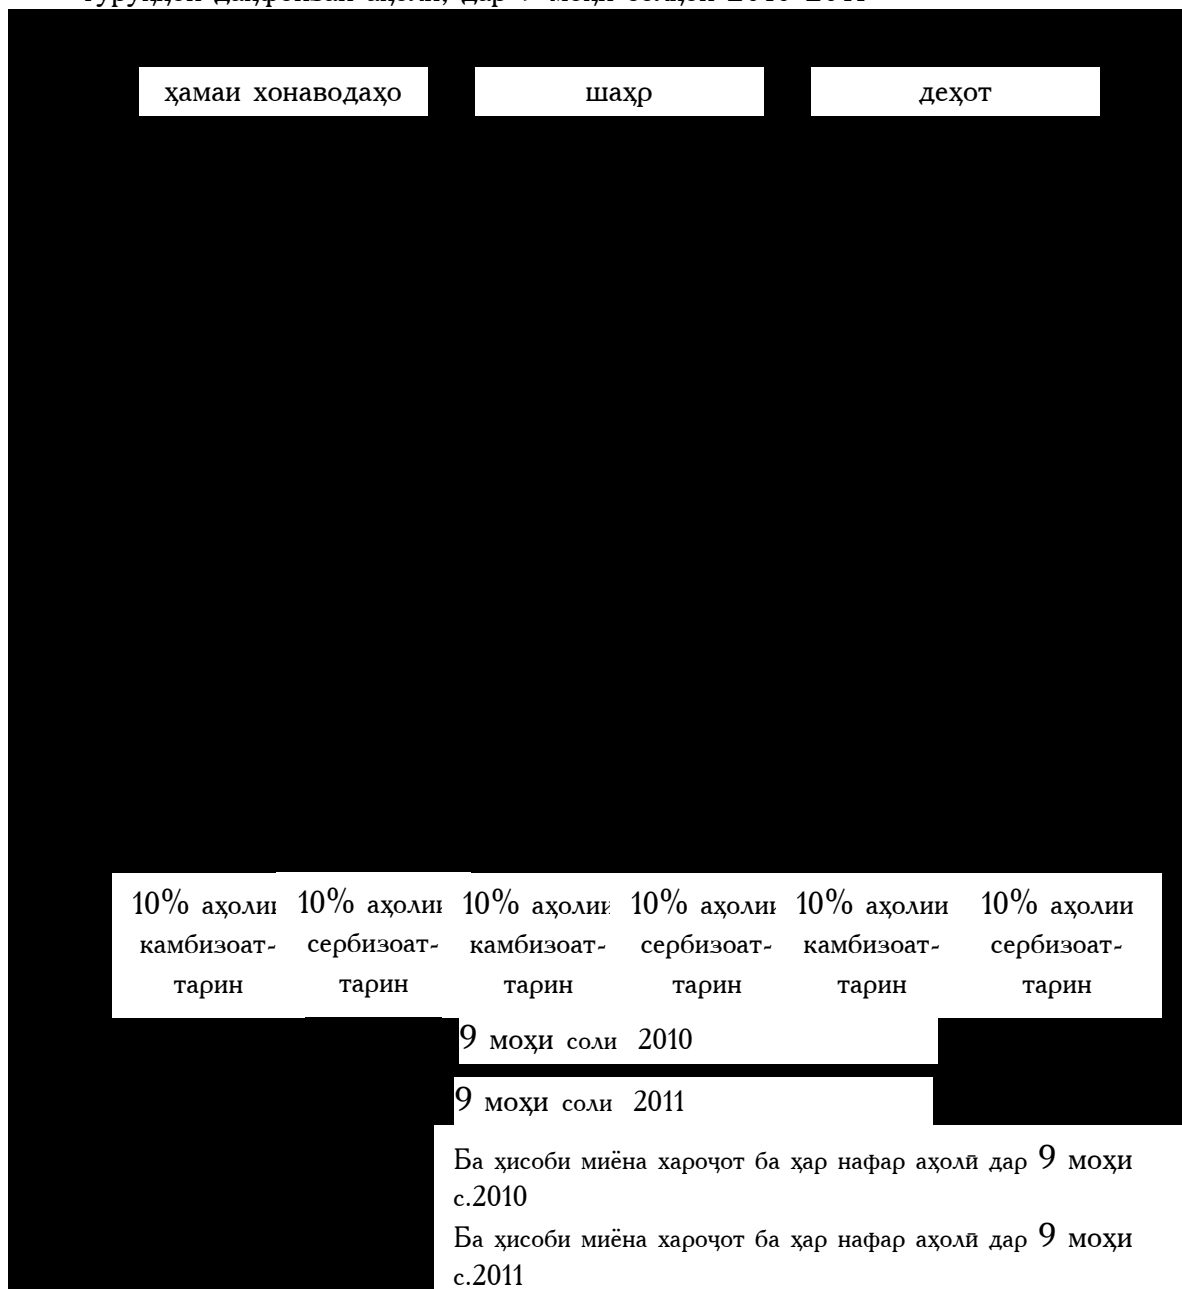 ҳамаи хонаводаҳо
шаҳр
деҳот
10% аҳолии
камбизоат-
тарин
10% аҳолии
сербизоат-
тарин
10% аҳолии
камбизоат-
тарин
10% аҳолии
сербизоат-
тарин
10% аҳолии
камбизоат-
тарин
10% аҳолии
сербизоат-
тарин
9 моҳи соли 2010
9 моҳи соли 2011
Ба ҳисоби миёна хароҷот ба ҳар нафар аҳолӣ дар 9 моҳи
с.2010
Ба ҳисоби миёна хароҷот ба ҳар нафар аҳолӣ дар 9 моҳи
с.2011